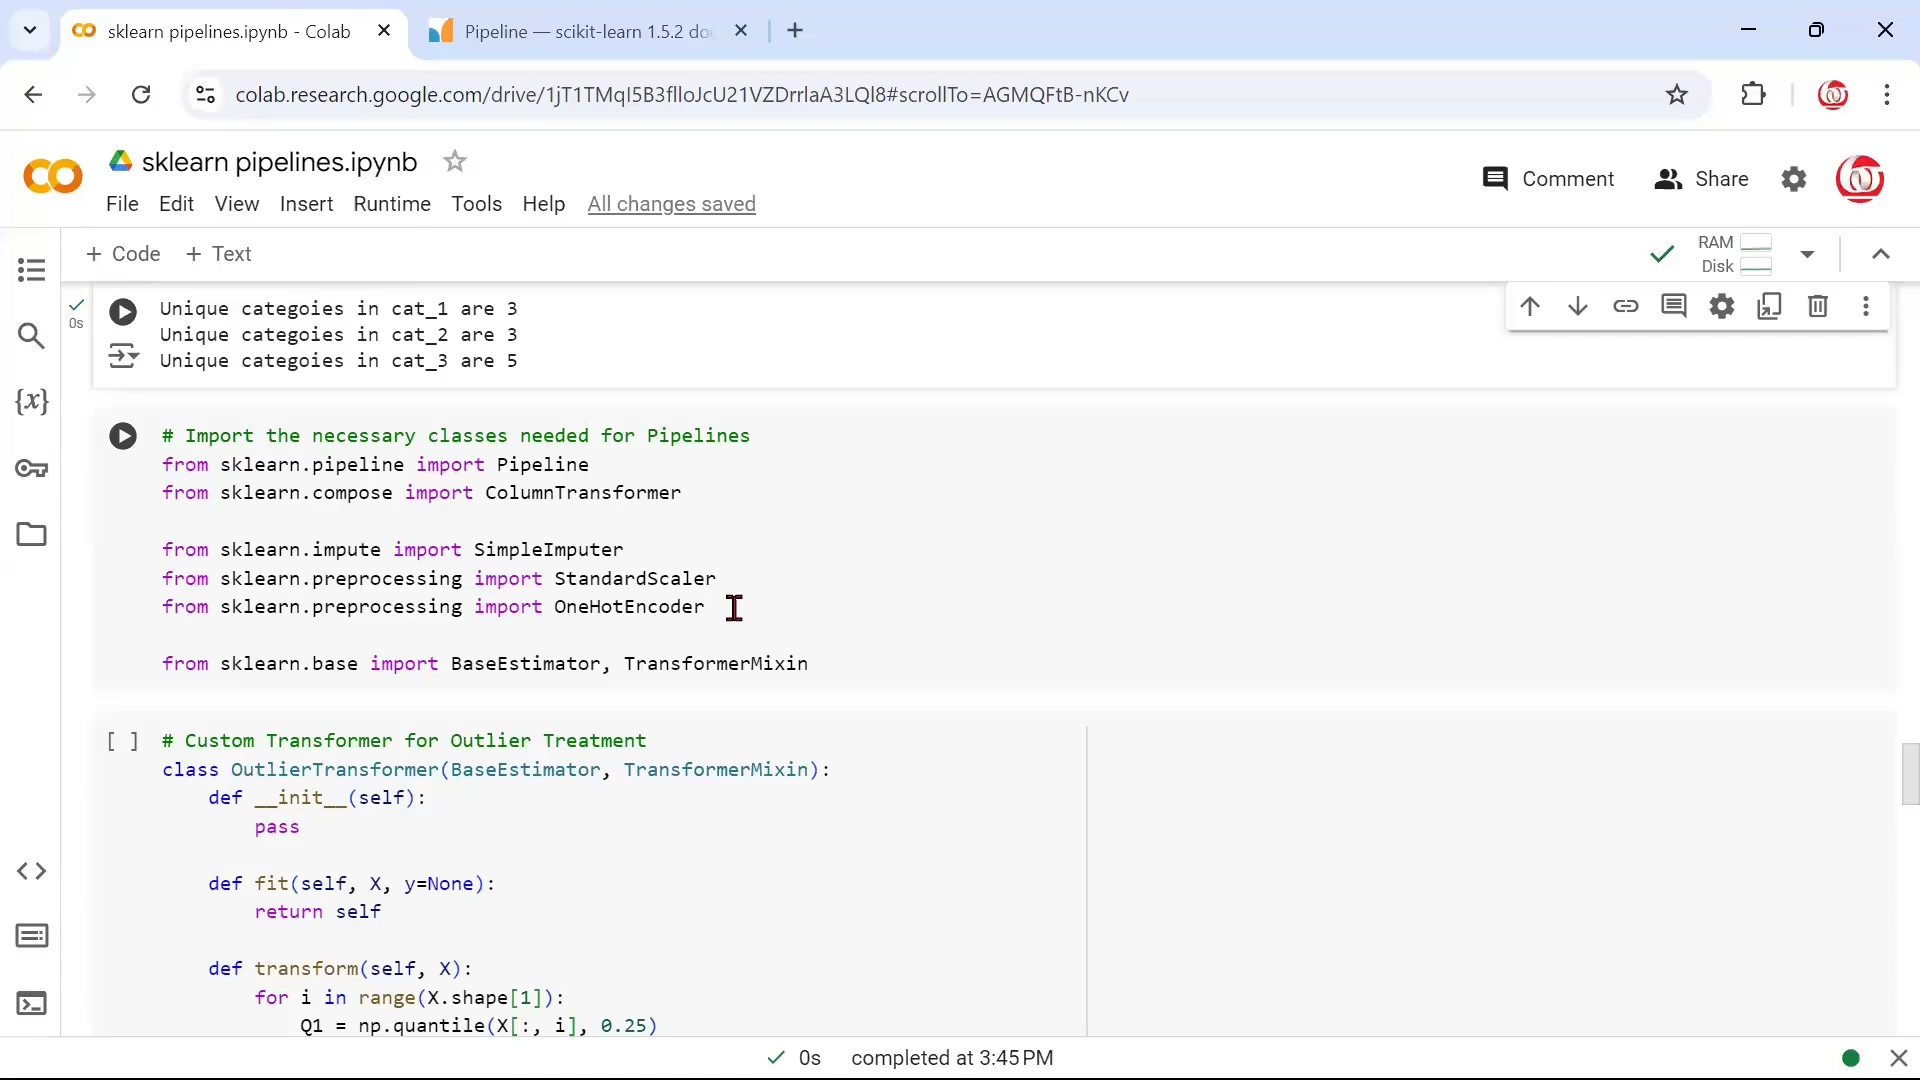 sklearn pipelines.ipynb - Colab
Pipeline — scikit-learn 1.5.2 do
colab.research.google.com/drive/1jT1TMqI5B3flloJcU21VZDrrlaA3LQl8#scrollTo=AGMQFtB-nKCv
sklearn pipelines.ipynb
Comment
Share
File Edit View Insert Runtime Tools Help All changes saved
+ Code + Text
RAM
Disk
0s
Unique categoies in cat_1 are 3
Unique categoies in cat_2 are 3
Unique categoies in cat_3 are 5
# Import the necessary classes needed for Pipelines
from sklearn.pipeline import Pipeline
from sklearn.compose import ColumnTransformer
from sklearn.impute import SimpleImputer
from sklearn.preprocessing import StandardScaler
from sklearn.preprocessing import OneHotEncoder
from sklearn.base import BaseEstimator, TransformerMixin
[ ] # Custom Transformer for Outlier Treatment
class OutlierTransformer(BaseEstimator, TransformerMixin):
def __init__(self):
pass
def fit(self, X, y=None):
return self
def transform(self, X):
for i in range(X.shape[1]):
Q1 = np.quantile(X[:, i], 0.25)
0s completed at 3:45 PM